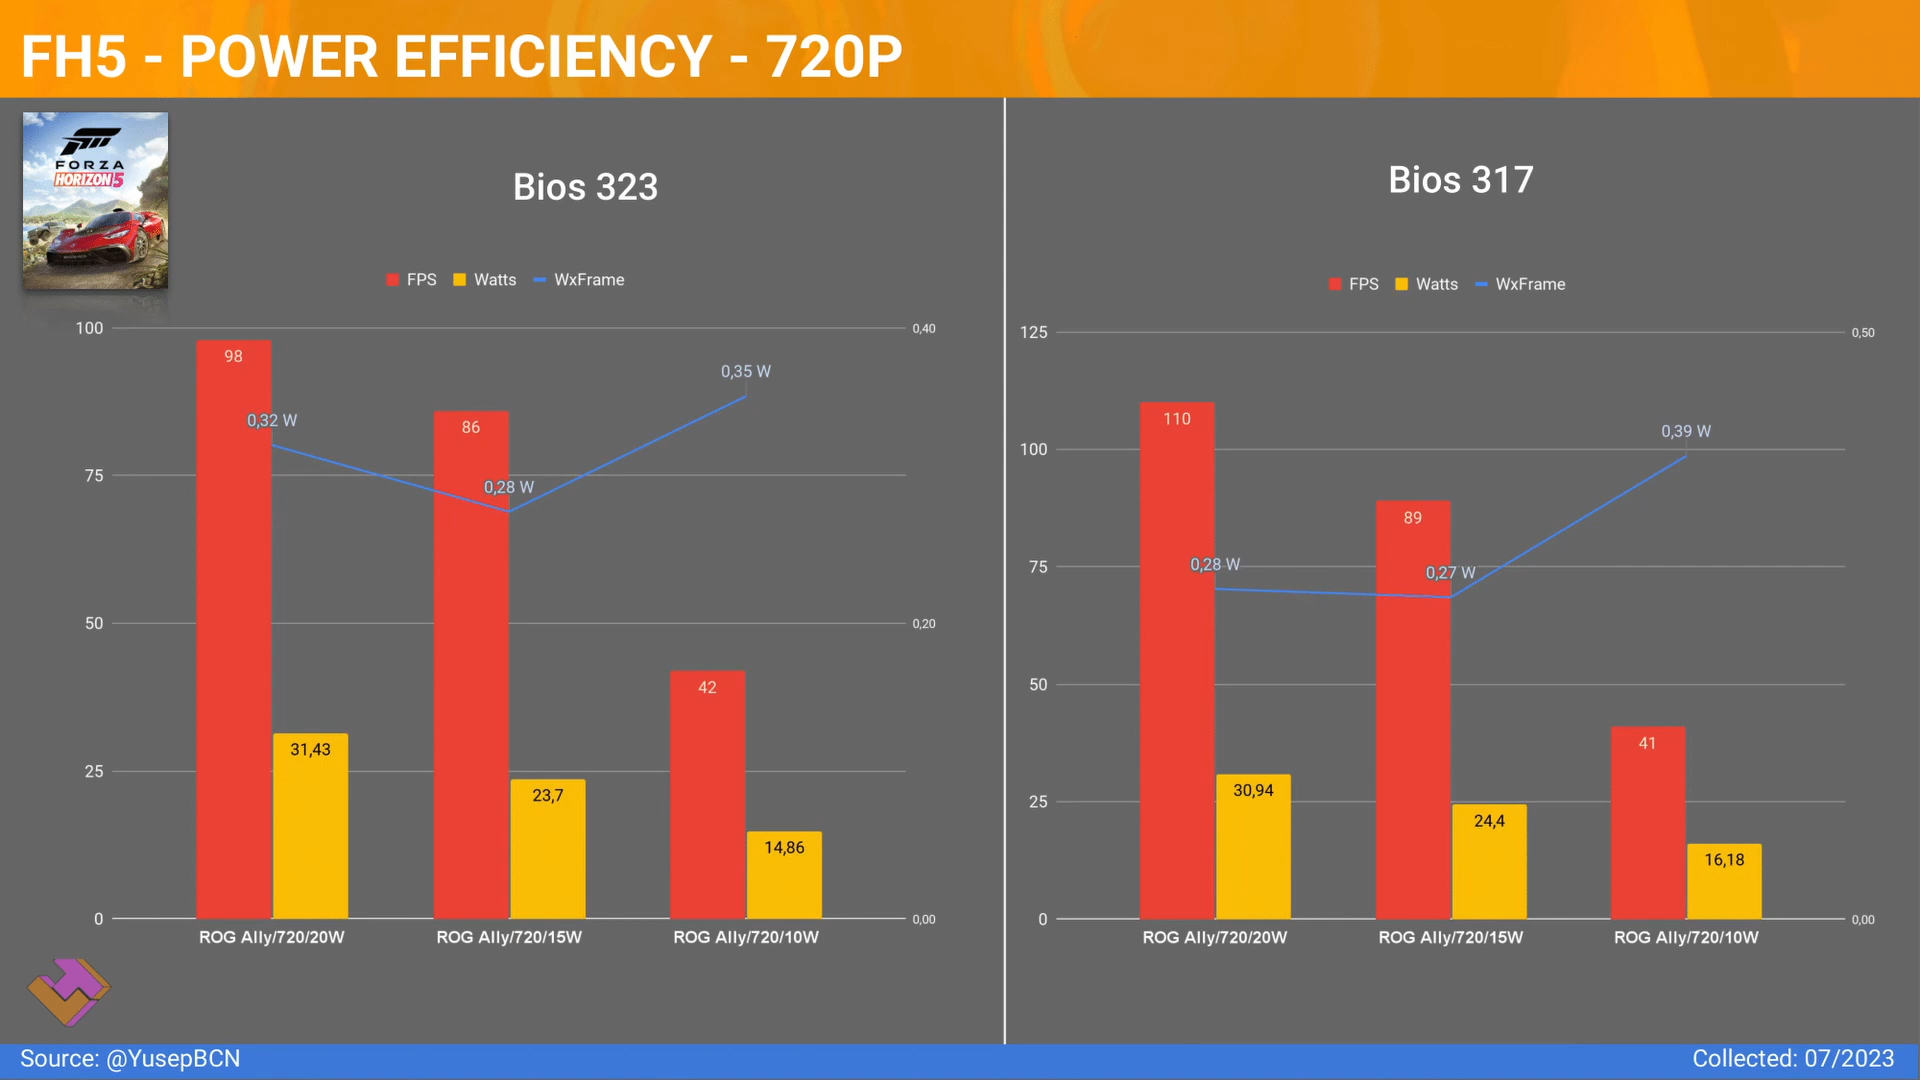 FH5 - POWER EFFICIENCY - 720P
FORZA
HORIZON 5
Bios 323
FPS Watts WxFrame
100
75
50
25
0
0,40
0,20
0,00
98
0,32 W
31,43
86
0,28 W
23,7
42
0,35 W
14,86
ROG Ally/720/20W ROG Ally/720/15W ROG Ally/720/10W
Bios 317
FPS Watts WxFrame
125
100
75
50
25
0
0,50
0,00
110
0,28 W
30,94
89
0,27 W
24,4
41
0,39 W
16,18
ROG Ally/720/20W ROG Ally/720/15W ROG Ally/720/10W
Source: @YusepBCN
Collected: 07/2023